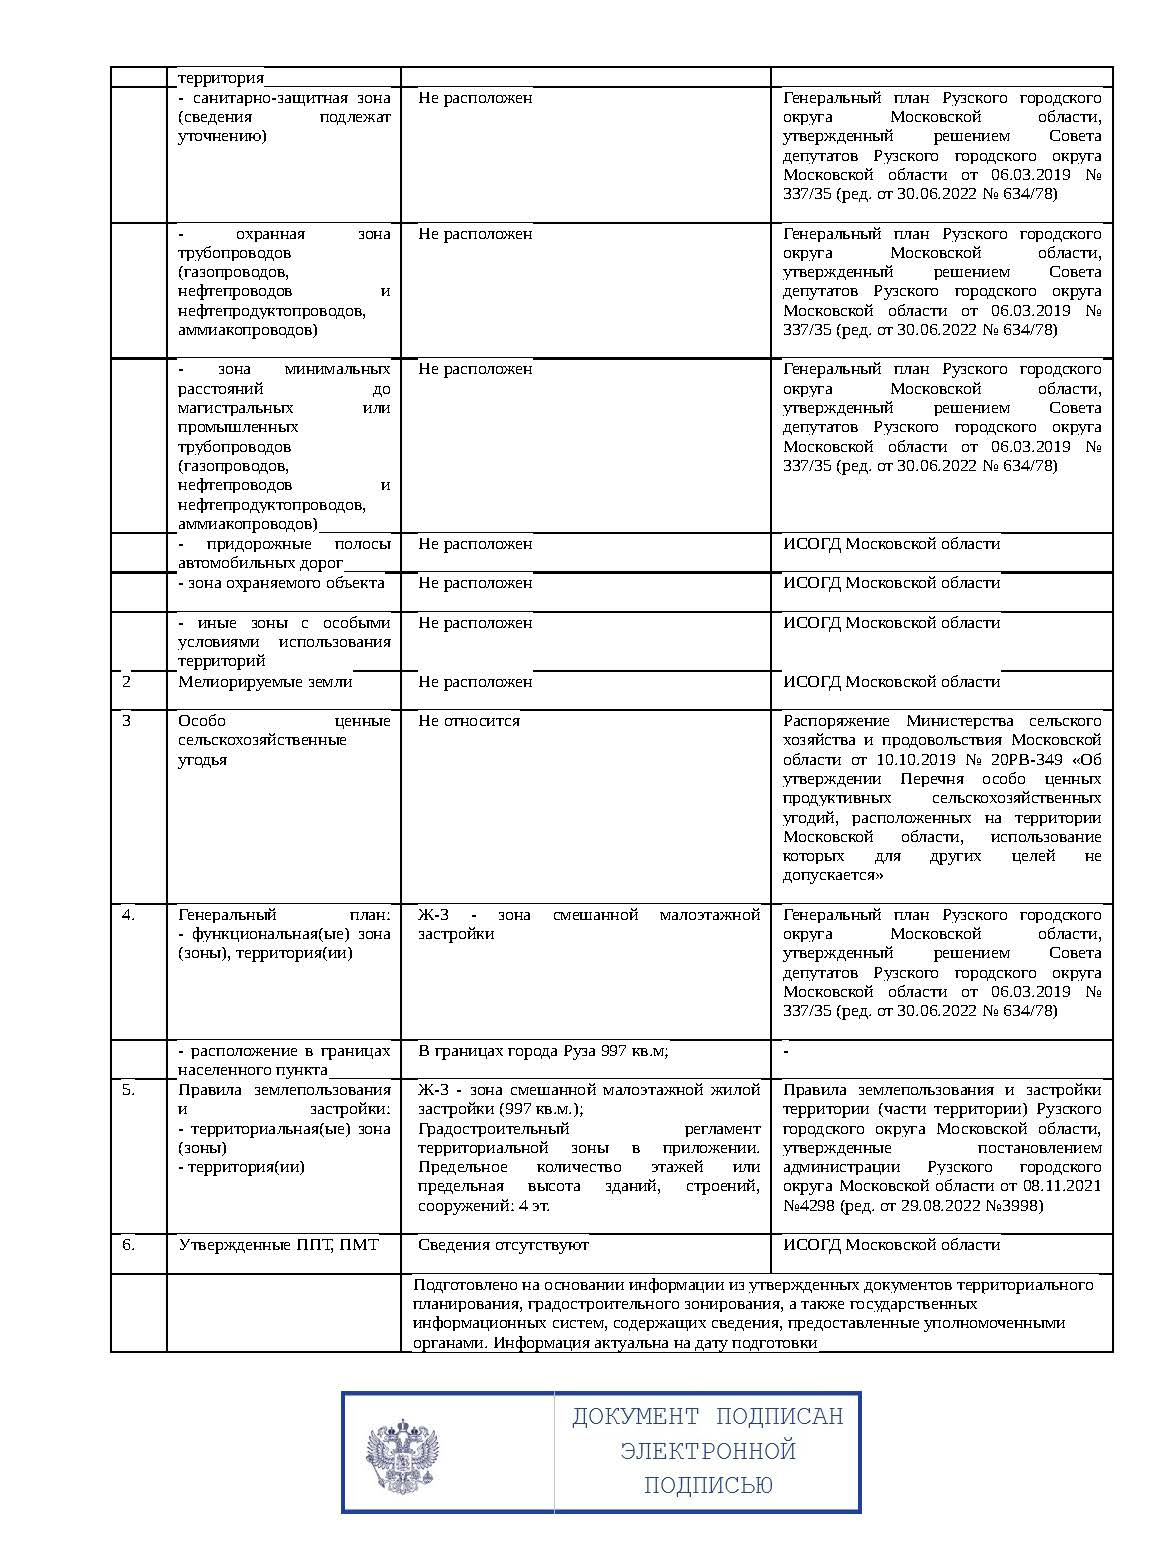 территория
- санитарно-защитная зона
(сведения подлежат
уточнению)
Не расположен
Генеральный план Рузского городского
округа Московской области,
утвержденный решением Совета
депутатов Рузского городского округа
Московской области от 06.03.2019 №
337/35 (ред. от 30.06.2022 № 634/78)
- охранная зона
трубопроводов
(газопроводов,
нефтепроводов и
нефтепродуктопроводов,
аммиакопроводов)
Не расположен
Генеральный план Рузского городского
округа Московской области,
утвержденный решением Совета
депутатов Рузского городского округа
Московской области от 06.03.2019 №
337/35 (ред. от 30.06.2022 № 634/78)
- зона минимальных
расстояний до
магистральных или
промышленных
трубопроводов
(газопроводов,
нефтепроводов и
нефтепродуктопроводов,
аммиакопроводов)
Не расположен
Генеральный план Рузского городского
округа Московской области,
утвержденный решением Совета
депутатов Рузского городского округа
Московской области от 06.03.2019 №
337/35 (ред. от 30.06.2022 № 634/78)
- придорожные полосы
автомобильных дорог
Не расположен
ИСОГД Московской области
- зона охраняемого объекта
Не расположен
ИСОГД Московской области
- иные зоны с особыми
условиями использования
территорий
Не расположен
ИСОГД Московской области
2
Мелиорируемые земли
Не расположен
ИСОГД Московской области
3
Особо ценные
сельскохозяйственные
угодья
Не относится
Распоряжение Министерства сельского
хозяйства и продовольствия Московской
области от 10.10.2019 № 20РВ-349 «Об
утверждении Перечня особо ценных
продуктивных сельскохозяйственных
угодий, расположенных на территории
Московской области, использование
которых для других целей не
допускается»
4.
Генеральный план:
- функциональная(ые) зона
(зоны), территория(ии)
Ж-3 - зона смешанной малоэтажной
застройки
Генеральный план Рузского городского
округа Московской области,
утвержденный решением Совета
депутатов Рузского городского округа
Московской области от 06.03.2019 №
337/35 (ред. от 30.06.2022 № 634/78)
- расположение в границах
населенного пункта
В границах города Руза 997 кв.м;
-
5.
Правила землепользования
и застройки:
- территориальная(ые) зона
(зоны)
- территория(ии)
Ж-3 - зона смешанной малоэтажной жилой
застройки (997 кв.м.);
Градостроительный регламент
территориальной зоны в приложении.
Предельное количество этажей или
предельная высота зданий, строений,
сооружений: 4 эт.
Правила землепользования и застройки
территории (части территории) Рузского
городского округа Московской области,
утвержденные постановлением
администрации Рузского городского
округа Московской области от 08.11.2021
№4298 (ред. от 29.08.2022 №3998)
6.
Утвержденные ППТ, ПМТ
Сведения отсутствуют
ИСОГД Московской области
Подготовлено на основании информации из утвержденных документов территориального
планирования, градостроительного зонирования, а также государственных
информационных систем, содержащих сведения, предоставленные уполномоченными
органами. Информация актуальна на дату подготовки
ДОКУМЕНТ ПОДПИСАН
ЭЛЕКТРОННОЙ
ПОДПИСЬЮ